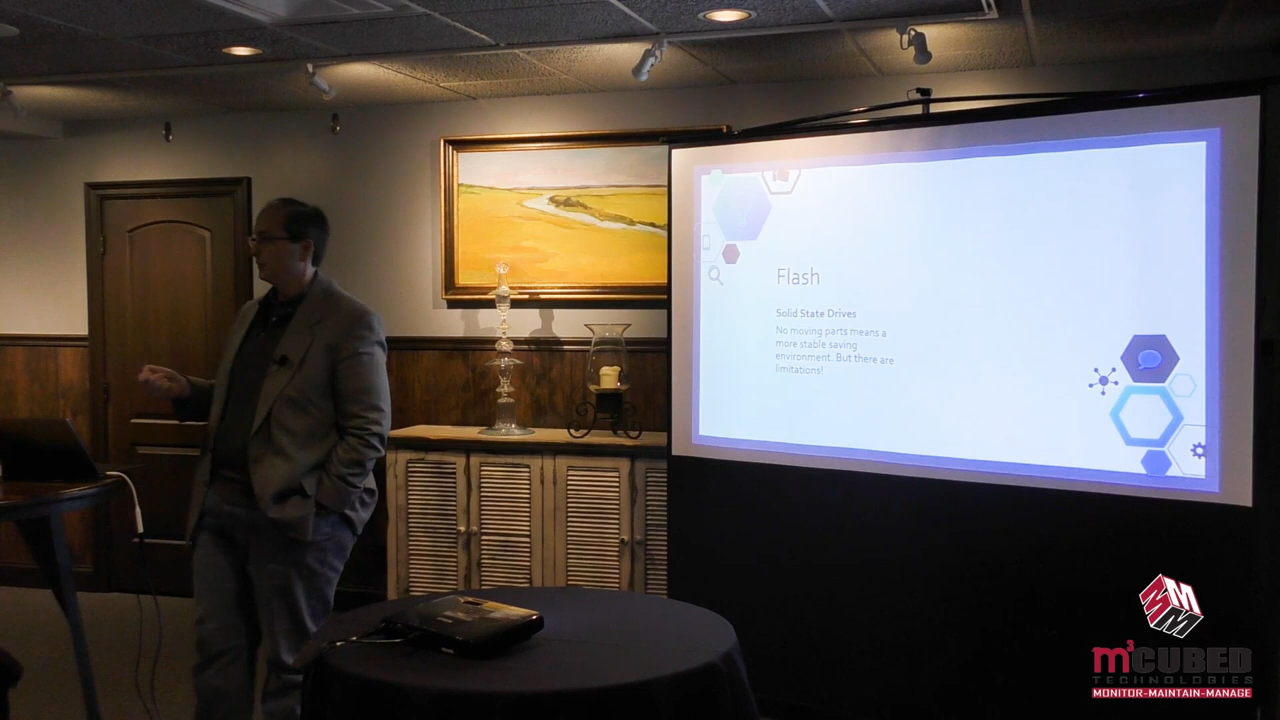 Flash
Solid State Drives
No moving parts means a
more stable saving
environment. But there are
limitations!
MMM
m³CUBED
TECHNOLOGIES
MONITOR-MAINTAIN-MANAGE